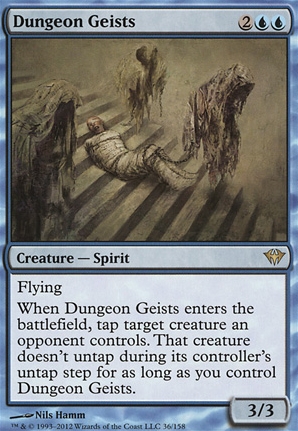 Dungeon Geists 2
Creature — Spirit
Flying
When Dungeon Geists enters the
battlefield, tap target creature an
opponent controls. That creature
doesn't untap during its controller's
untap step for as long as you control
Dungeon Geists.
3/3
Nils Hamm
™ & © 1993–2012 Wizards of the Coast LLC 36/158